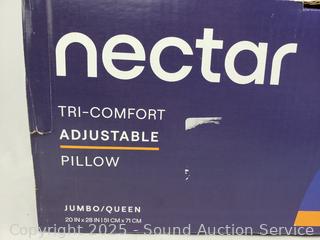 nectar
TRI-COMFORT
ADJUSTABLE
PILLOW
JUMBO/QUEEN
20 IN x 28 IN | 51 CM x 71 CM
Copyright 2025 - Sound Auction Service